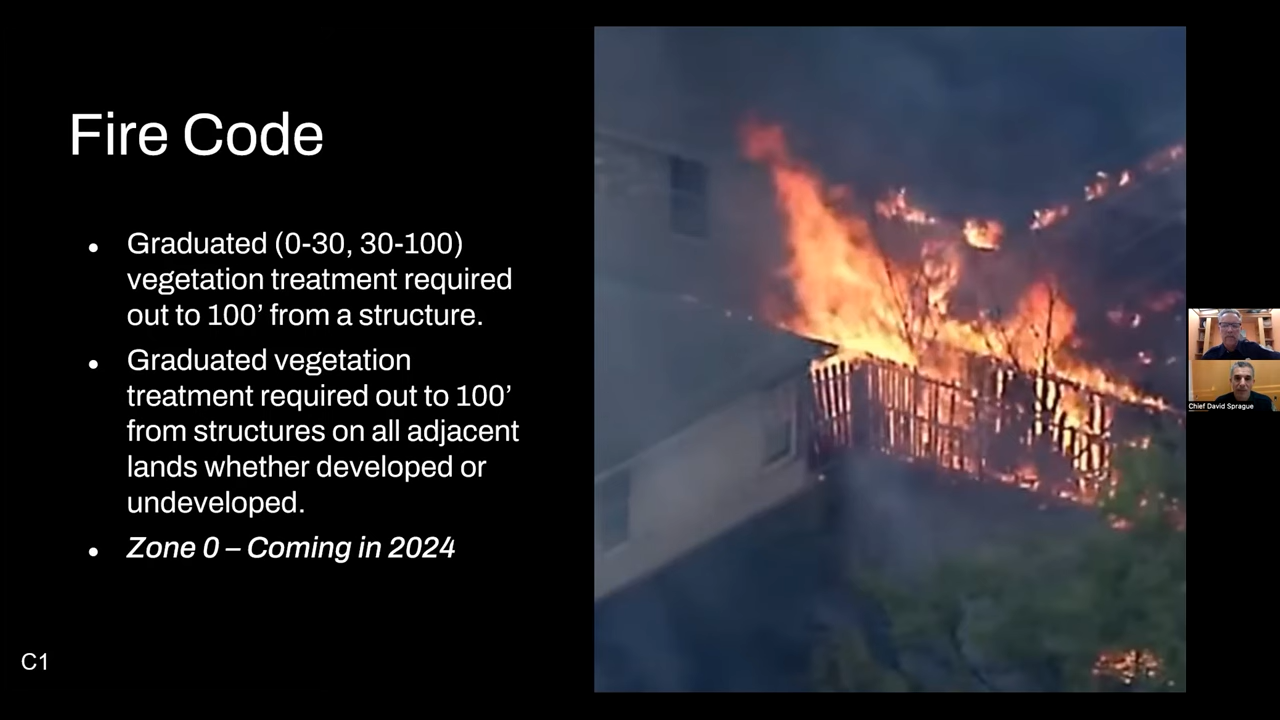 Fire Code
● Graduated (0-30, 30-100)
vegetation treatment required
out to 100’ from a structure.
● Graduated vegetation
treatment required out to 100’
from structures on all adjacent
lands whether developed or
undeveloped.
● Zone 0 – Coming in 2024
Chief David Sprague
C1